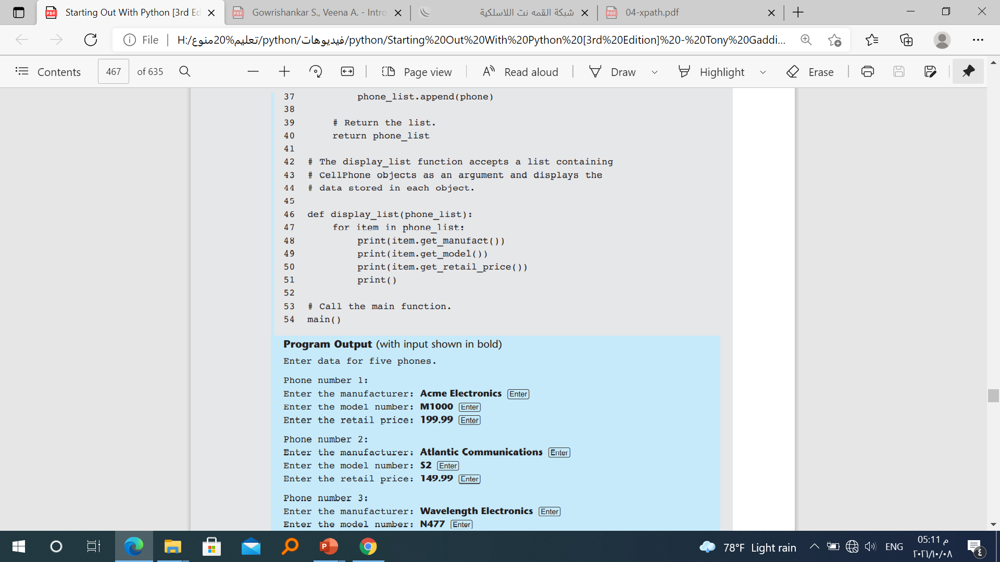 Starting Out With Python [3rd Ed
Gowrishankar S., Veena A. - Intro
شبكة القمه نت اللاسلكية
04-xpath.pdf
File | H:/تعليم%20منوع/python/فيديوهات/python/Starting%20Out%20With%20Python%20[3rd%20Edition]%20-%20Tony%20Gaddi...
Contents 467 of 635 Page view Read aloud Draw Highlight Erase
37 phone_list.append(phone)
38
39 # Return the list.
40 return phone_list
41
42 # The display_list function accepts a list containing
43 # CellPhone objects as an argument and displays the
44 # data stored in each object.
45
46 def display_list(phone_list):
47 for item in phone_list:
48 print(item.get_manufact())
49 print(item.get_model())
50 print(item.get_retail_price())
51 print()
52
53 # Call the main function.
54 main()
Program Output (with input shown in bold)
Enter data for five phones.
Phone number 1:
Enter the manufacturer: Acme Electronics Enter
Enter the model number: M1000 Enter
Enter the retail price: 199.99 Enter
Phone number 2:
Enter the manufacturer: Atlantic Communications Enter
Enter the model number: S2 Enter
Enter the retail price: 149.99 Enter
Phone number 3:
Enter the manufacturer: Wavelength Electronics Enter
Enter the model number: N477 Enter
78°F Light rain ENG
05:11 م
٢٠٢١/١٠/٠٨
٤